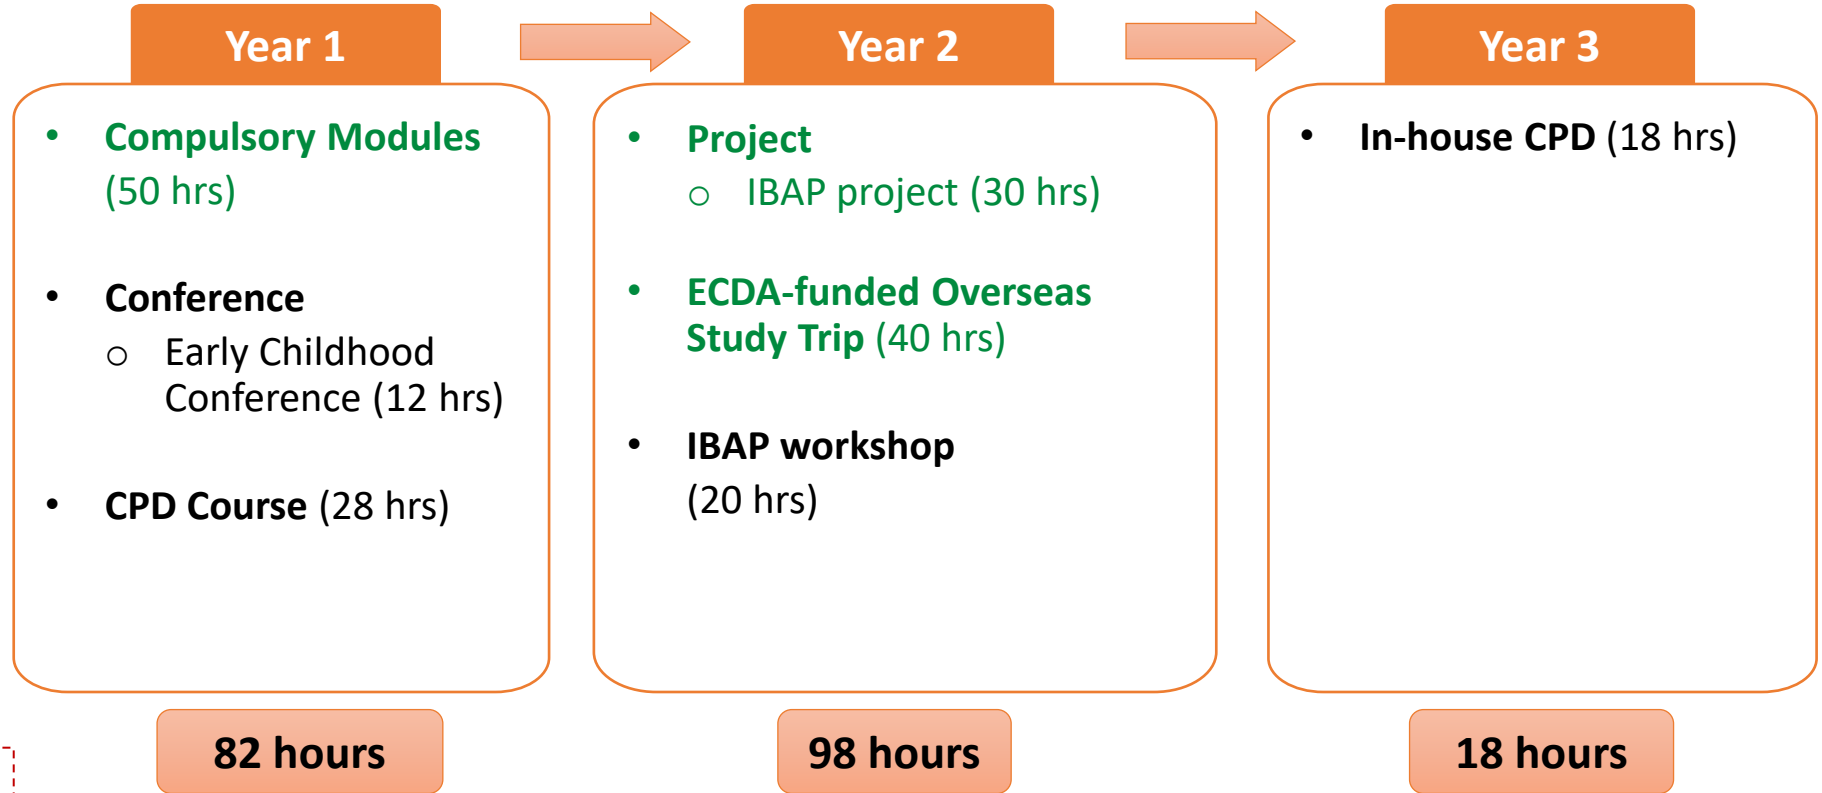 Year 1
• Compulsory Modules
(50 hrs)
• Conference
o Early Childhood
Conference (12 hrs)
• CPD Course (28 hrs)
82 hours
Year 2
• Project
o IBAP project (30 hrs)
• ECDA-funded Overseas
Study Trip (40 hrs)
• IBAP workshop
(20 hrs)
98 hours
Year 3
• In-house CPD (18 hrs)
18 hours